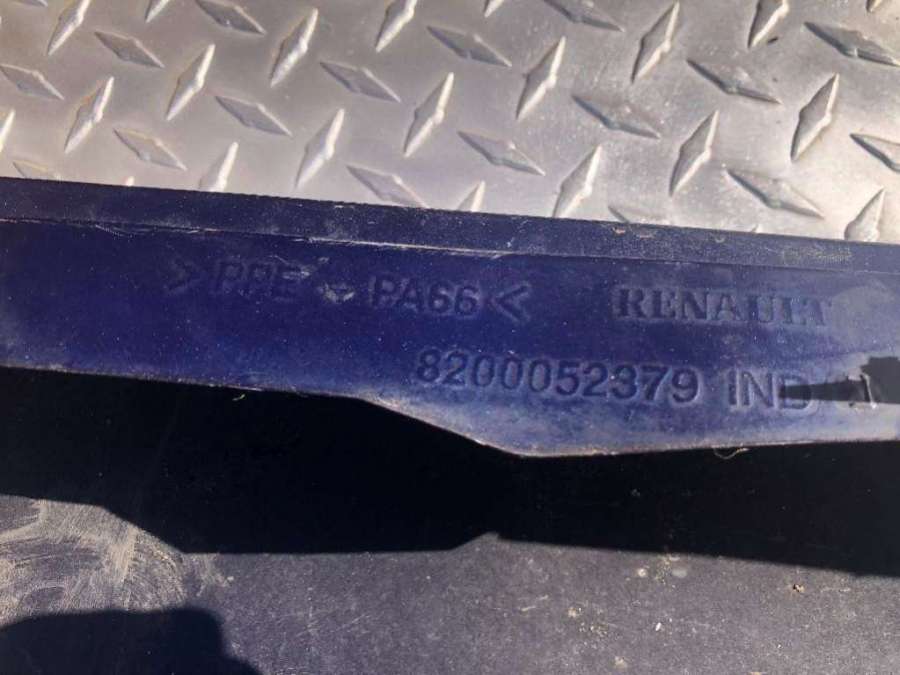 >PPE + PA66< RENAULT
8200052379 IND